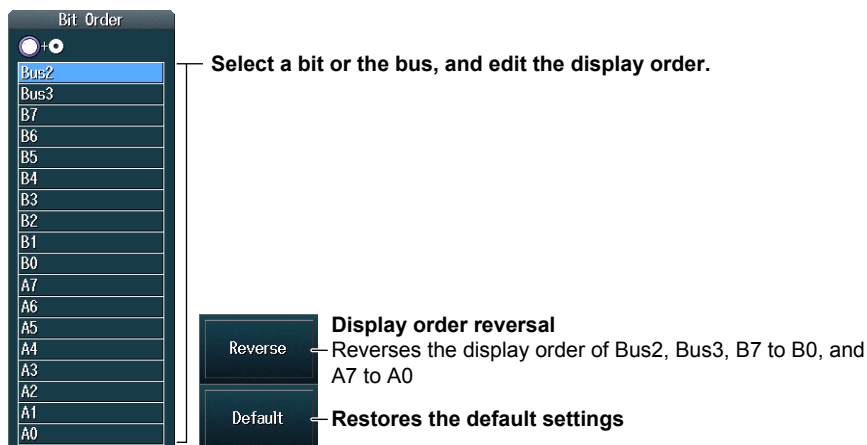 Bit Order
+
Bus2
Bus3
B7
B6
B5
B4
B3
B2
B1
B0
A7
A6
A5
A4
A3
A2
A1
A0
Select a bit or the bus, and edit the display order.
Reverse
Display order reversal
Reverses the display order of Bus2, Bus3, B7 to B0, and
A7 to A0
Default
Restores the default settings